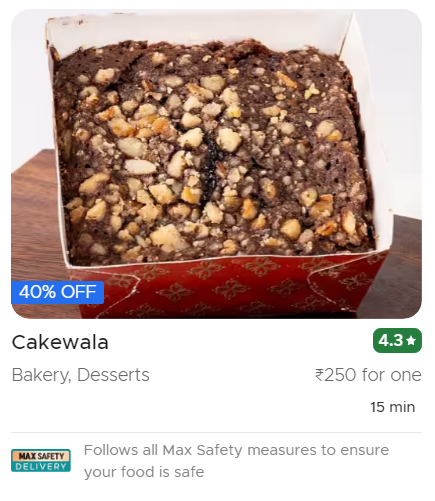 40% OFF
Cakewala
4.3★
Bakery, Desserts
₹250 for one
15 min
MAX SAFETY
DELIVERY
Follows all Max Safety measures to ensure
your food is safe